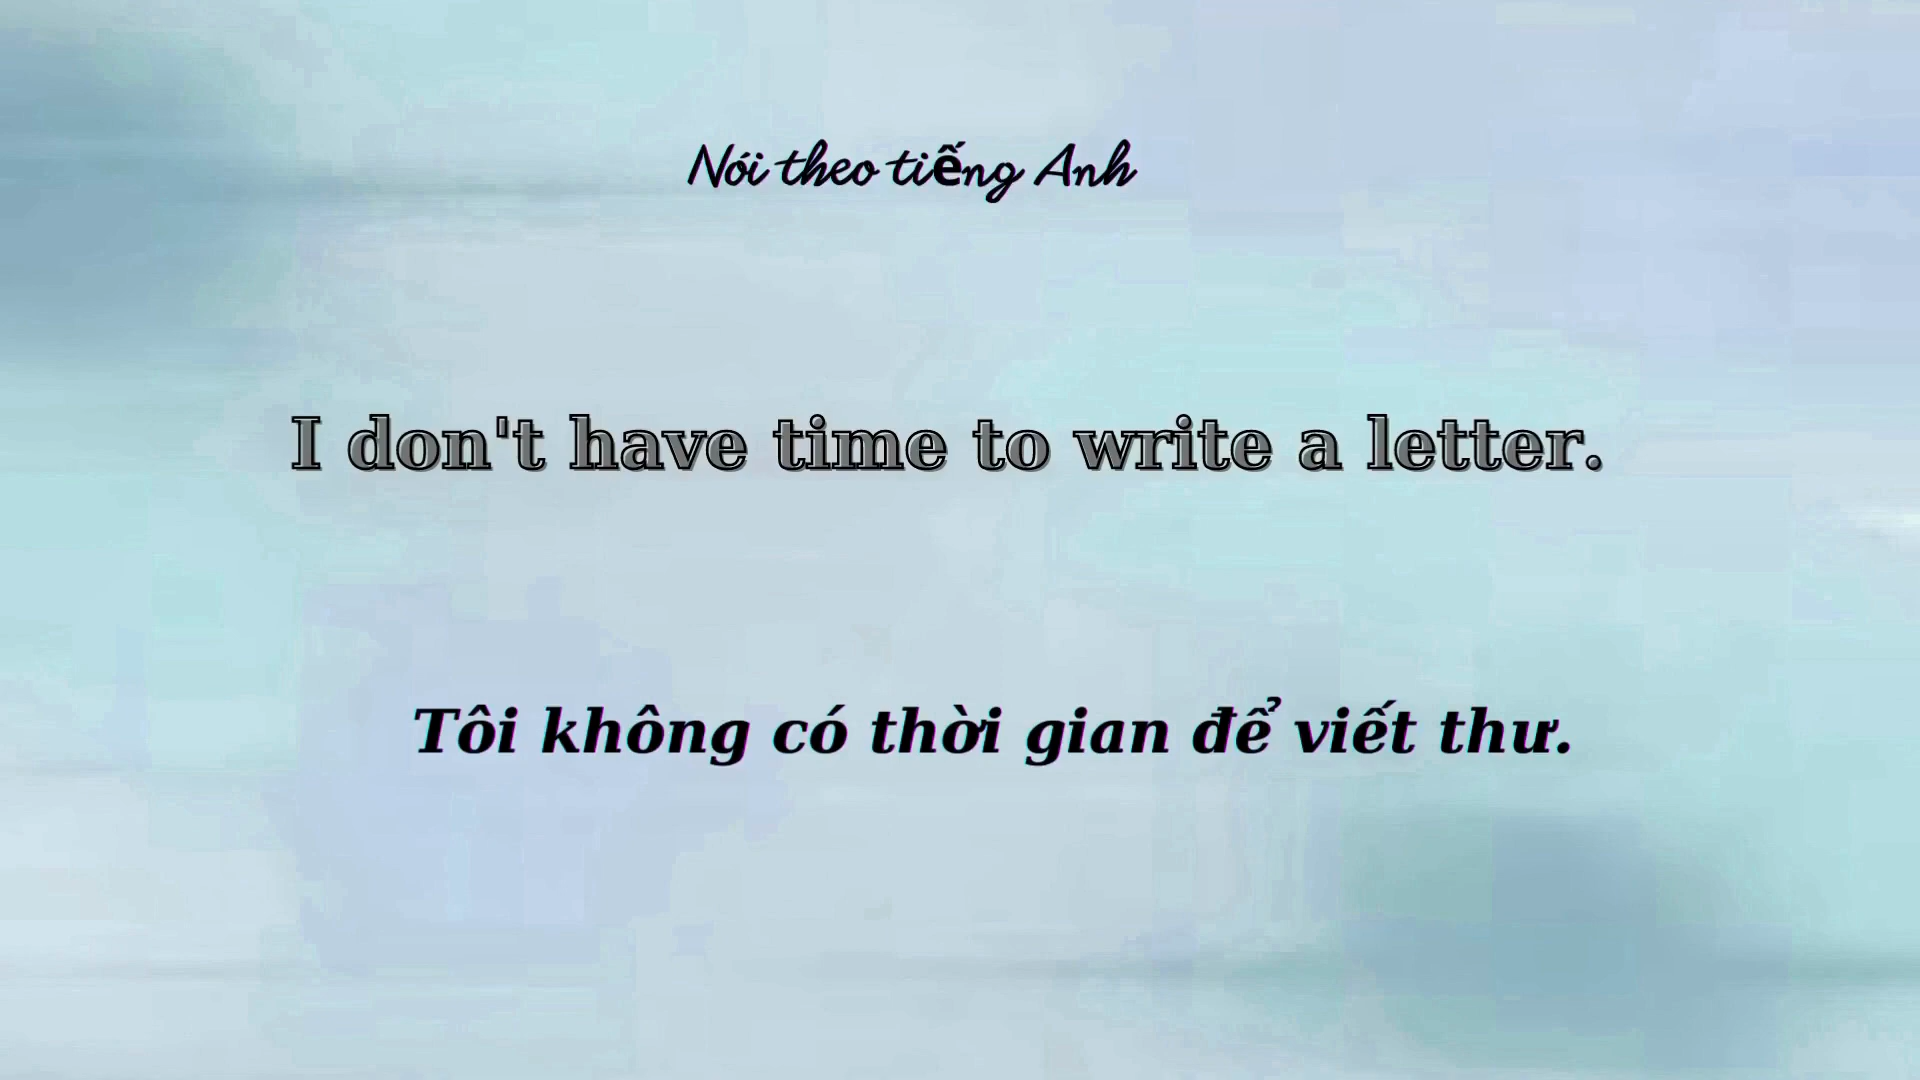 Nói theo tiếng Anh
I don't have time to write a letter.
Tôi không có thời gian để viết thư.